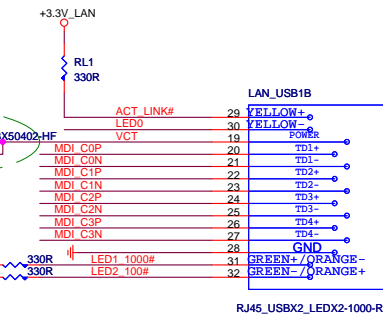 +3.3V_LAN
RL1
330R
LAN_USB1B
ACT_LINK# 29 YELLOW+
LED0 30 YELLOW-
X50402-HF VCT 19 POWER
MDI_C0P 20 TD1+
MDI_C0N 21 TD1-
MDI_C1P 22 TD2+
MDI_C1N 23 TD2-
MDI_C2P 24 TD3+
MDI_C2N 25 TD3-
MDI_C3P 26 TD4+
MDI_C3N 27 TD4-
28 GND
330R LED1_1000# 31 GREEN+/ORANGE-
330R LED2_100# 32 GREEN-/ORANGE+
RJ45_USBX2_LEDX2-1000-R